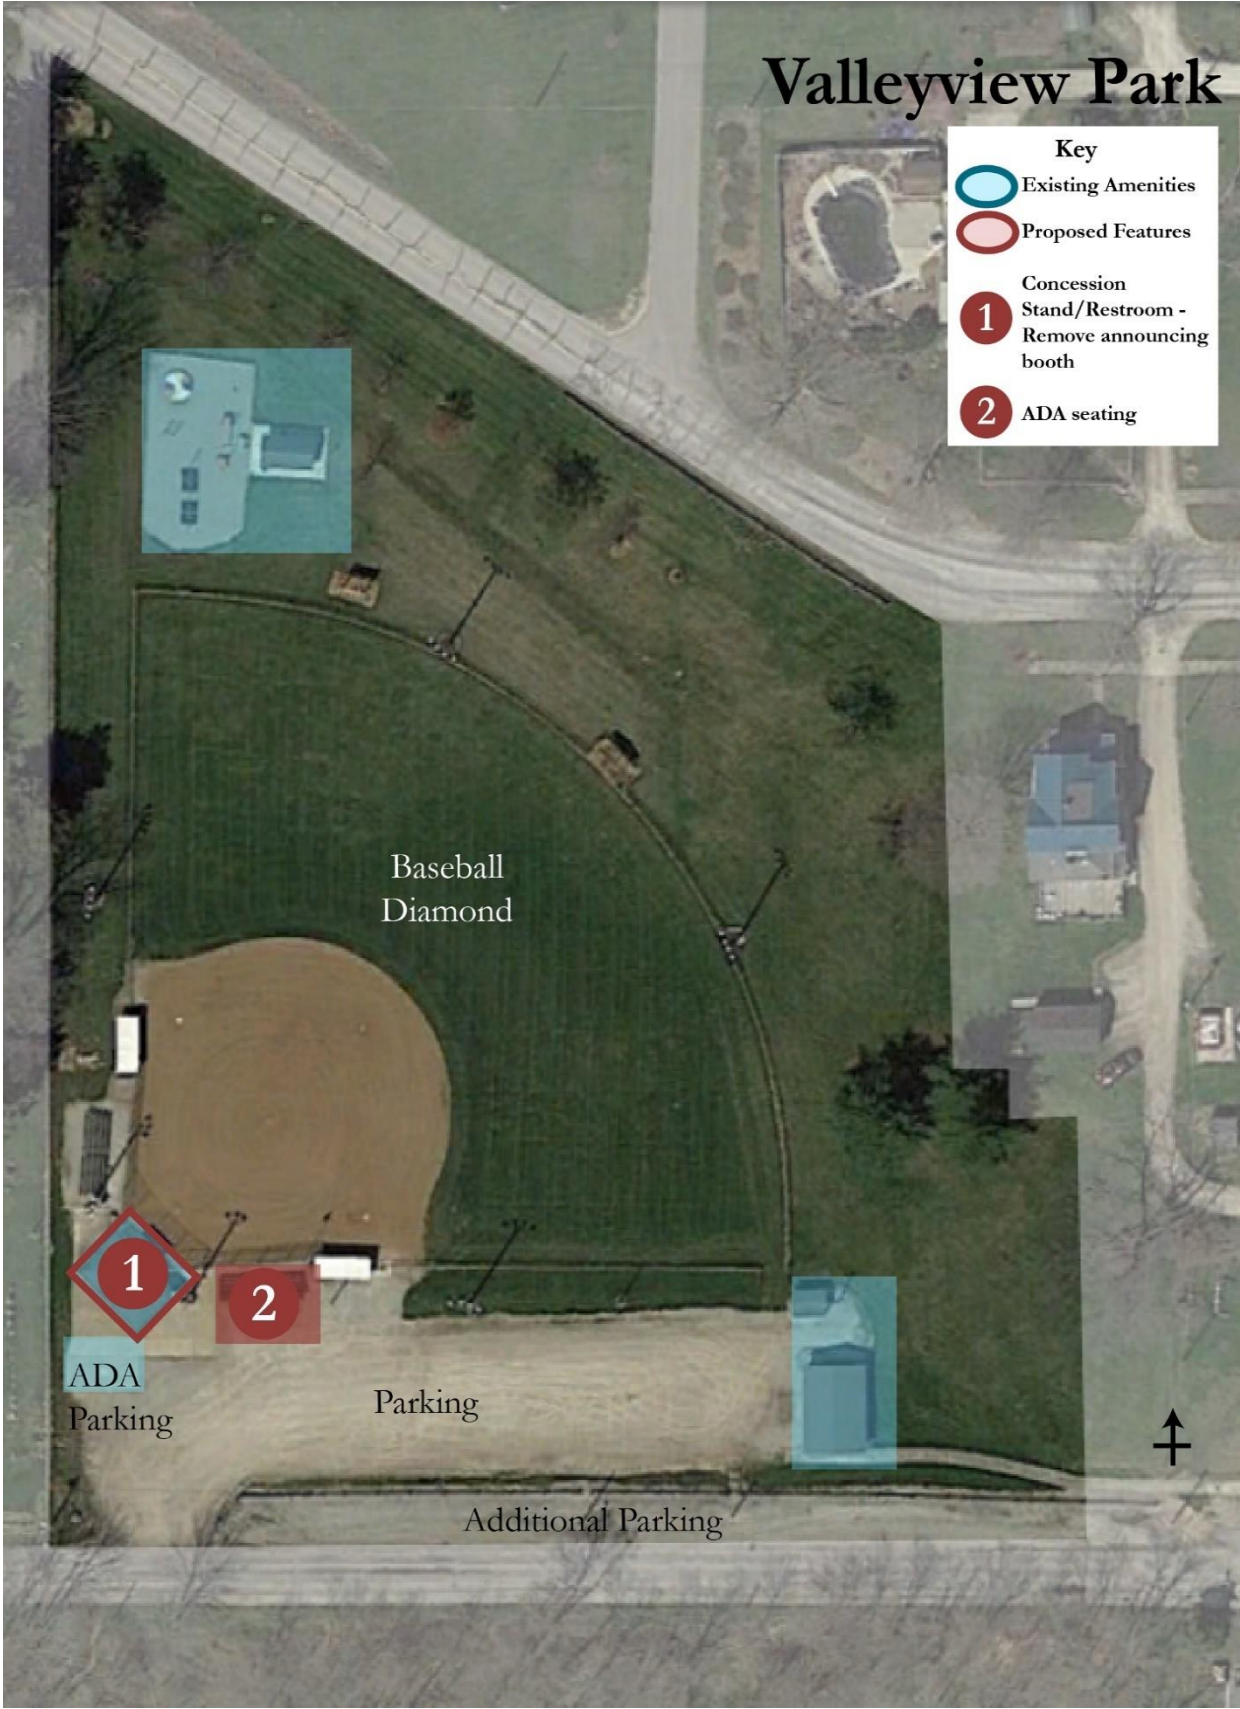 Valleyview Park
Key
Existing Amenities
Proposed Features
1
Concession
Stand/Restroom -
Remove announcing
booth
2
ADA seating
Baseball
Diamond
1
2
ADA
Parking
Parking
Additional Parking